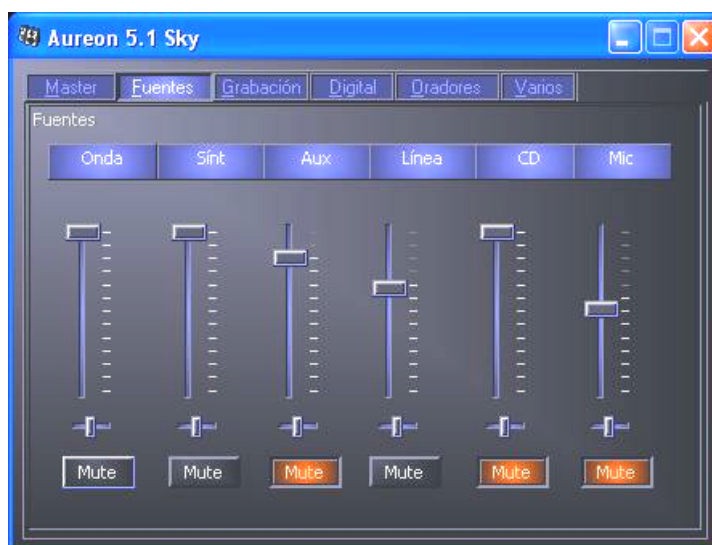 Aureon 5.1 Sky
Master Fuentes Grabación Digital Oradores Varios
Fuentes
Onda Sínt Aux Línea CD Mic
Mute Mute Mute Mute Mute Mute